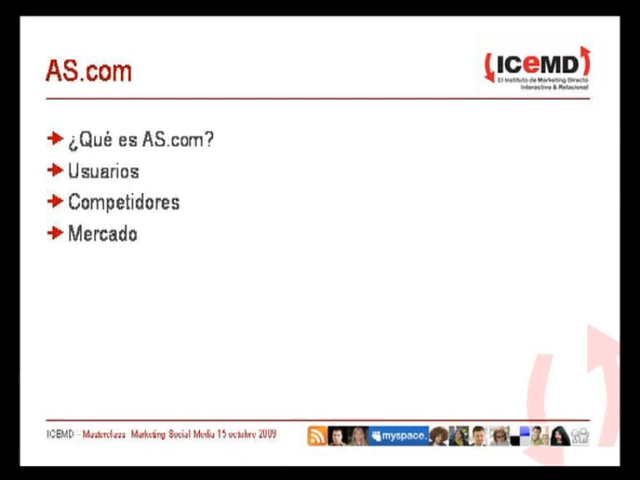 AS.com
ICEMD
El Instituto de Marketing Directo
Interactivo & Relacional
¿Qué es AS.com?
Usuarios
Competidores
Mercado
ICEMD – Masterclass Marketing Social Media 15 octubre 2009
myspace.